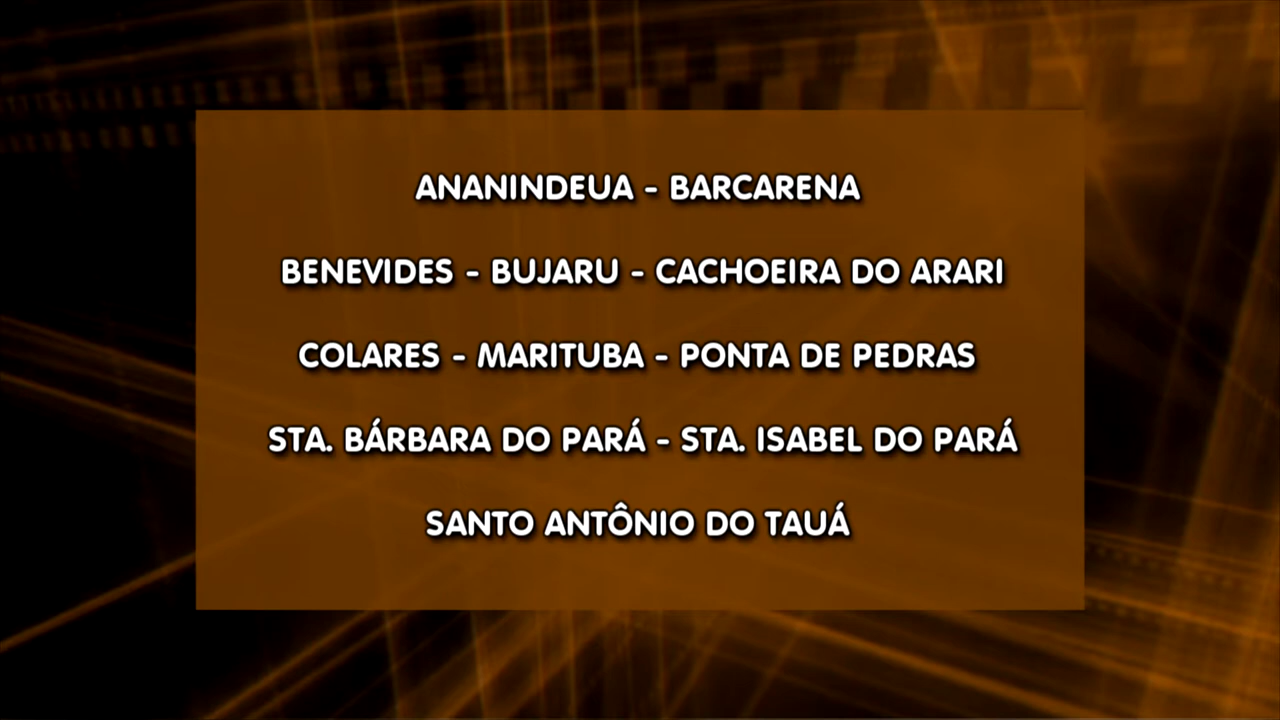 ANANINDEUA - BARCARENA
BENEVIDES - BUJARU - CACHOEIRA DO ARARI
COLARES - MARITUBA - PONTA DE PEDRAS
STA. BÁRBARA DO PARÁ - STA. ISABEL DO PARÁ
SANTO ANTÔNIO DO TAUÁ